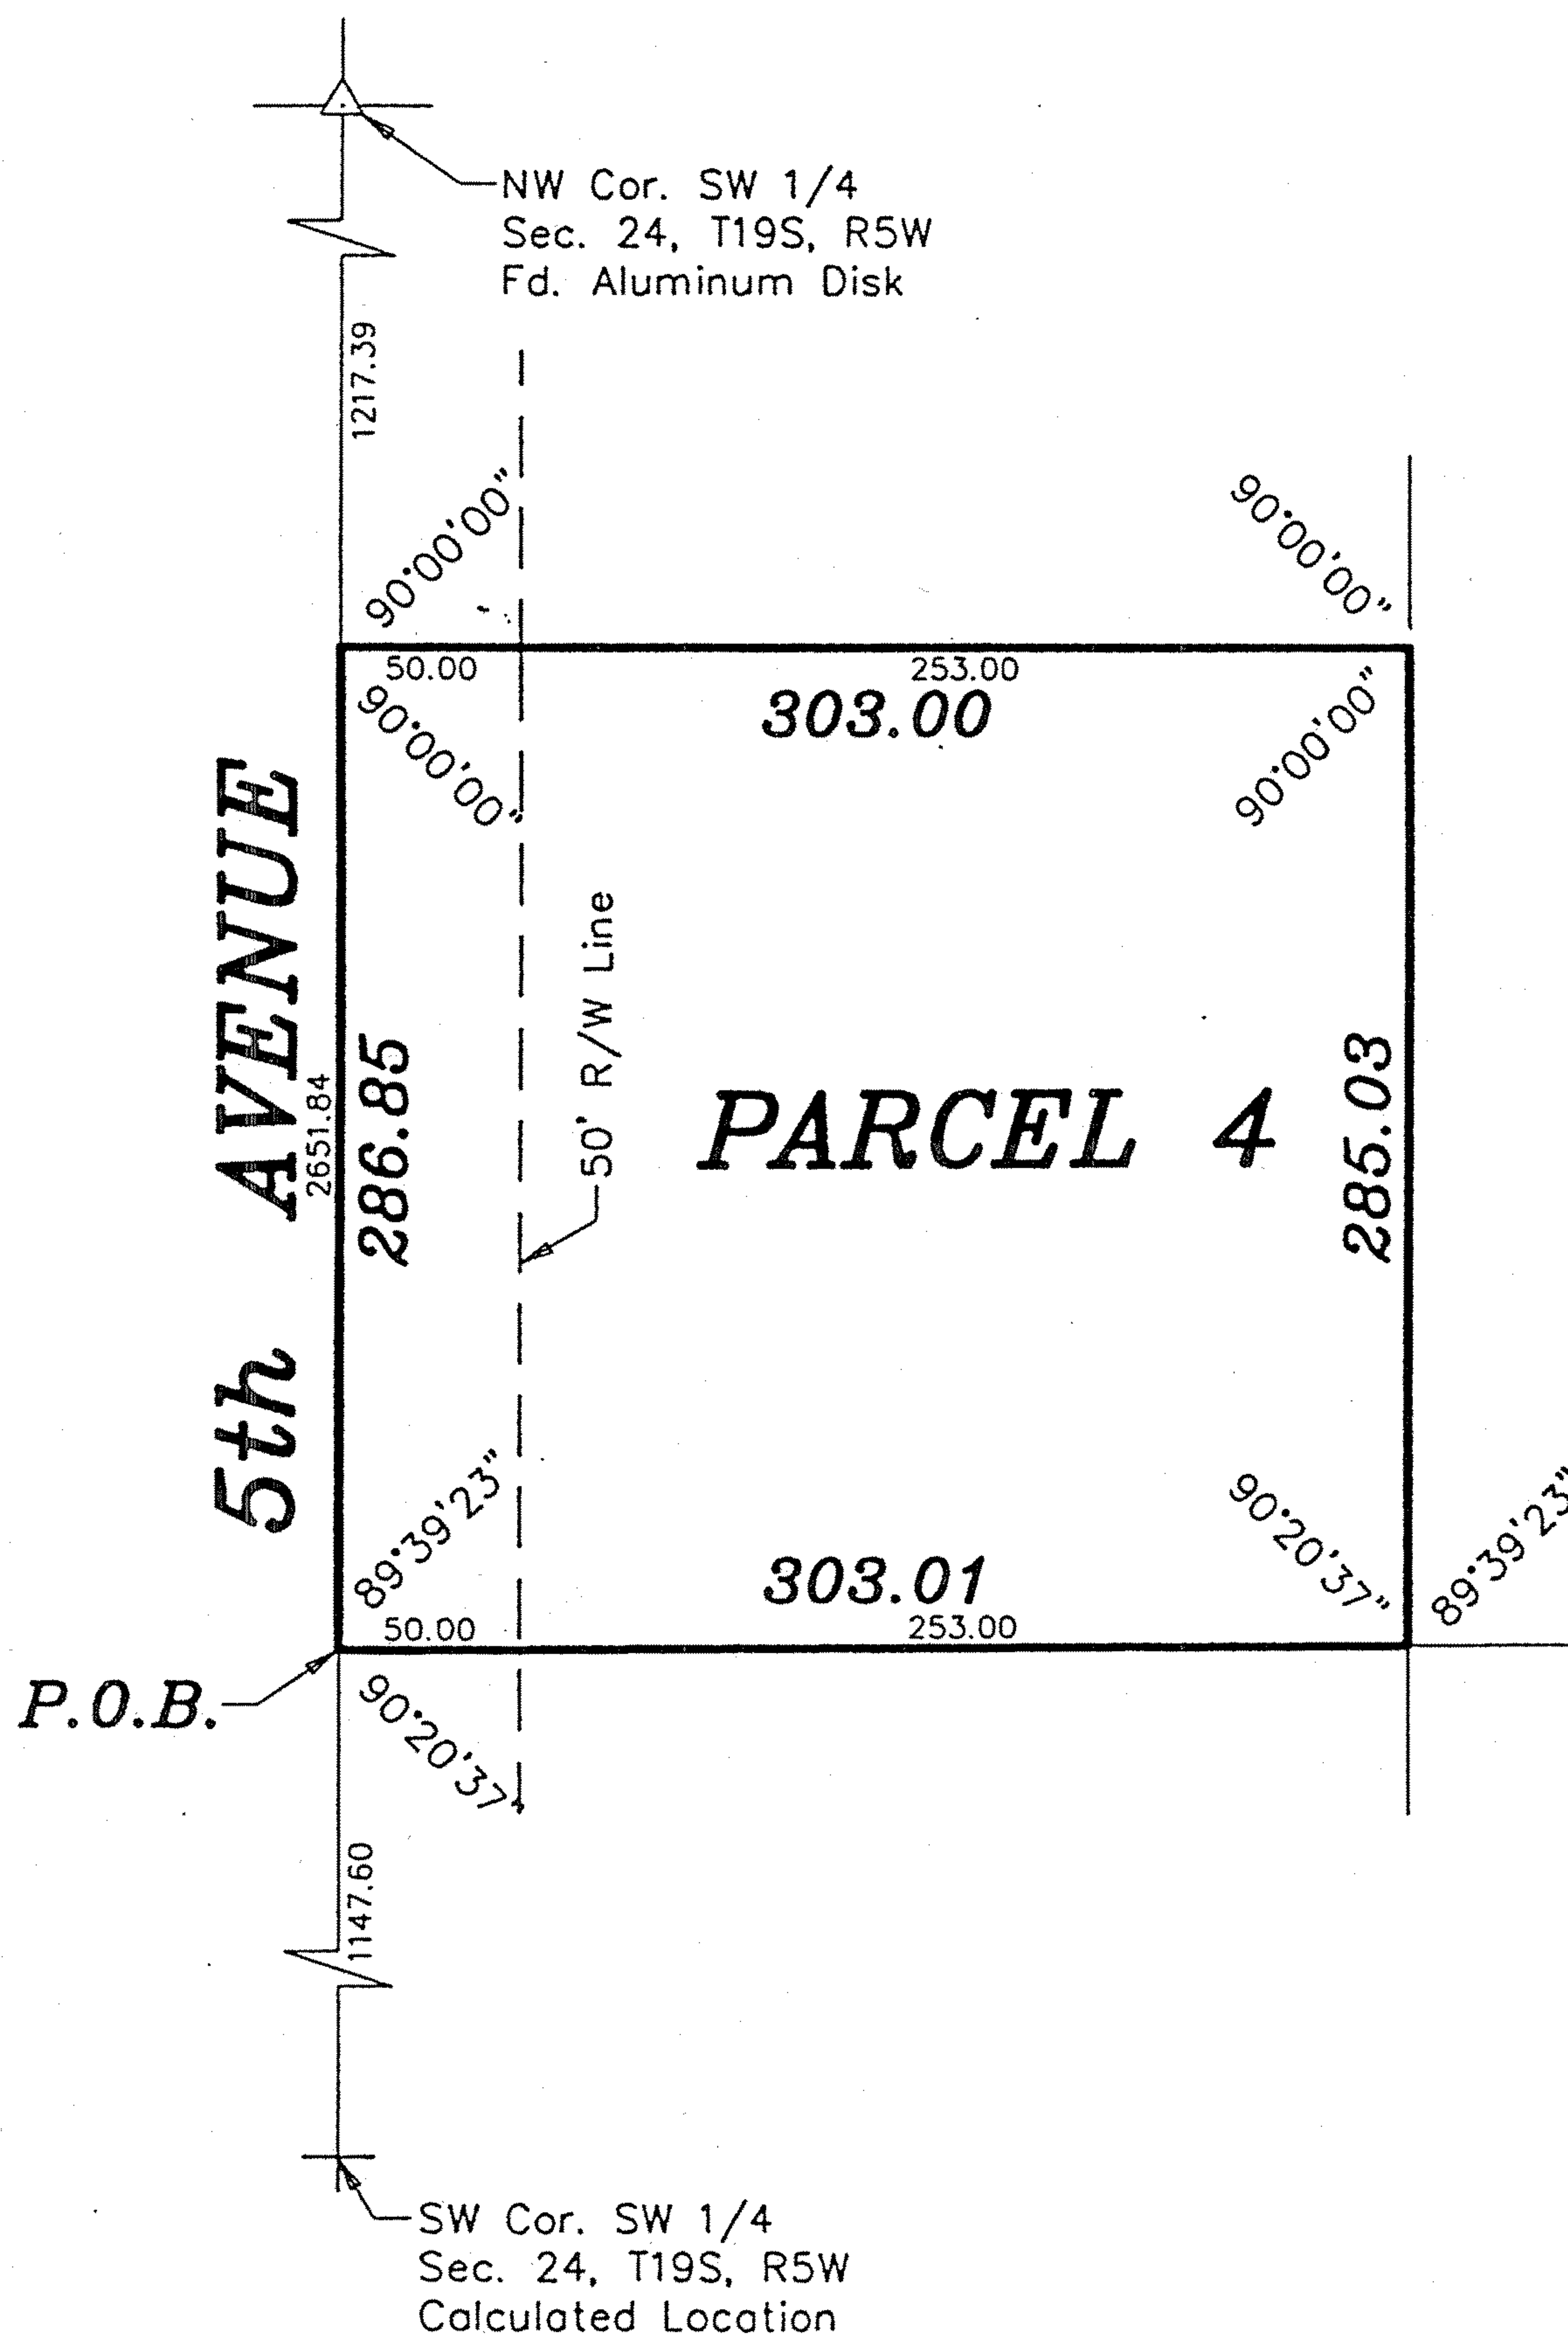 NW Cor. SW 1/4
Sec. 24, T19S, R5W
Fd. Aluminum Disk
1217.39
90°00'00"
90°00'00"
50.00
253.00
303.00
90°00'00"
90°00'00"
5th AVENUE
2651.84
286.85
50' R/W Line
PARCEL 4
285.03
89°39'23"
90°20'37"
89°39'23"
303.01
50.00
253.00
P.O.B.
90°20'37"
1147.60
SW Cor. SW 1/4
Sec. 24, T19S, R5W
Calculated Location